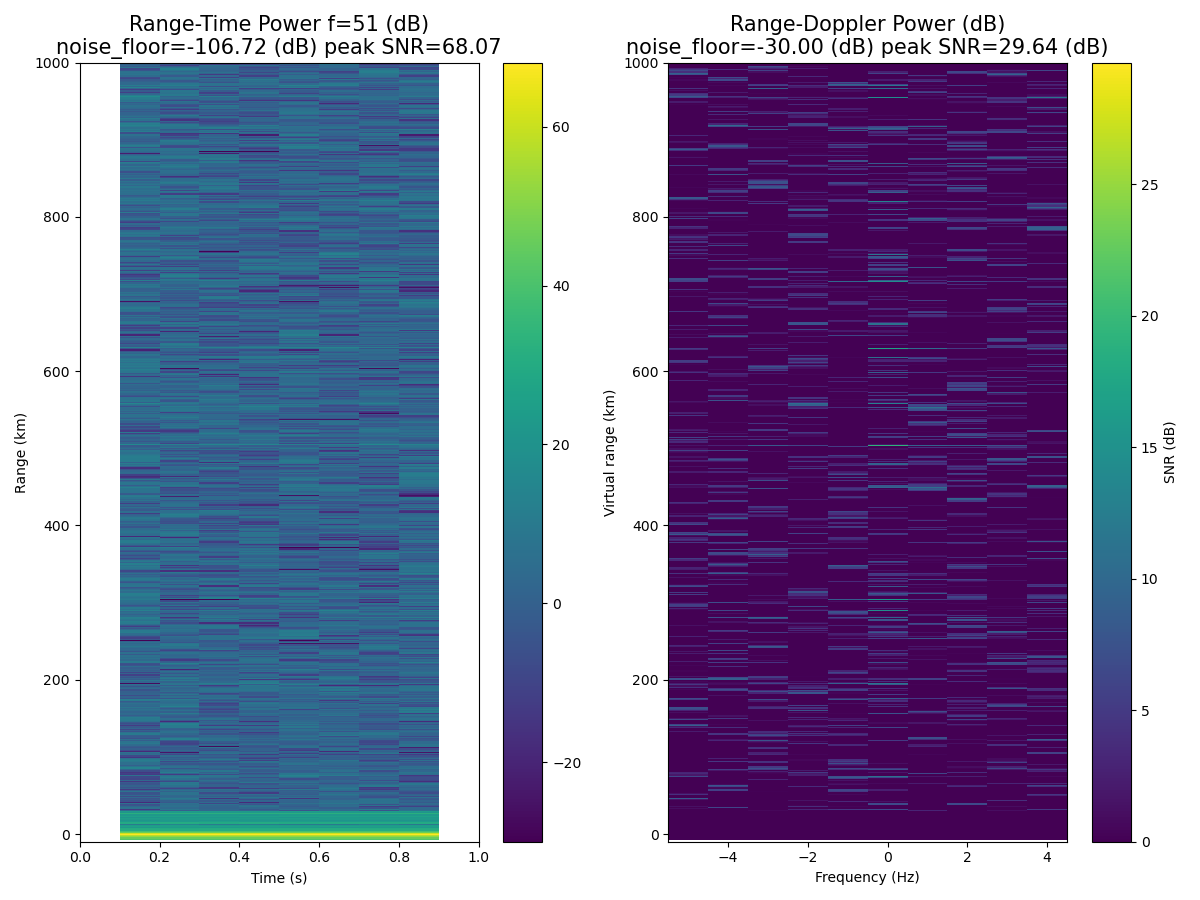 Range-Time Power f=51 (dB)
noise_floor=-106.72 (dB) peak SNR=68.07
Range (km)
1000
800
600
400
200
0
0.0 0.2 0.4 0.6 0.8 1.0
Time (s)
60
40
20
0
−20
Range-Doppler Power (dB)
noise_floor=-30.00 (dB) peak SNR=29.64 (dB)
Virtual range (km)
1000
800
600
400
200
0
−4 −2 0 2 4
Frequency (Hz)
25
20
15
10
5
0
SNR (dB)